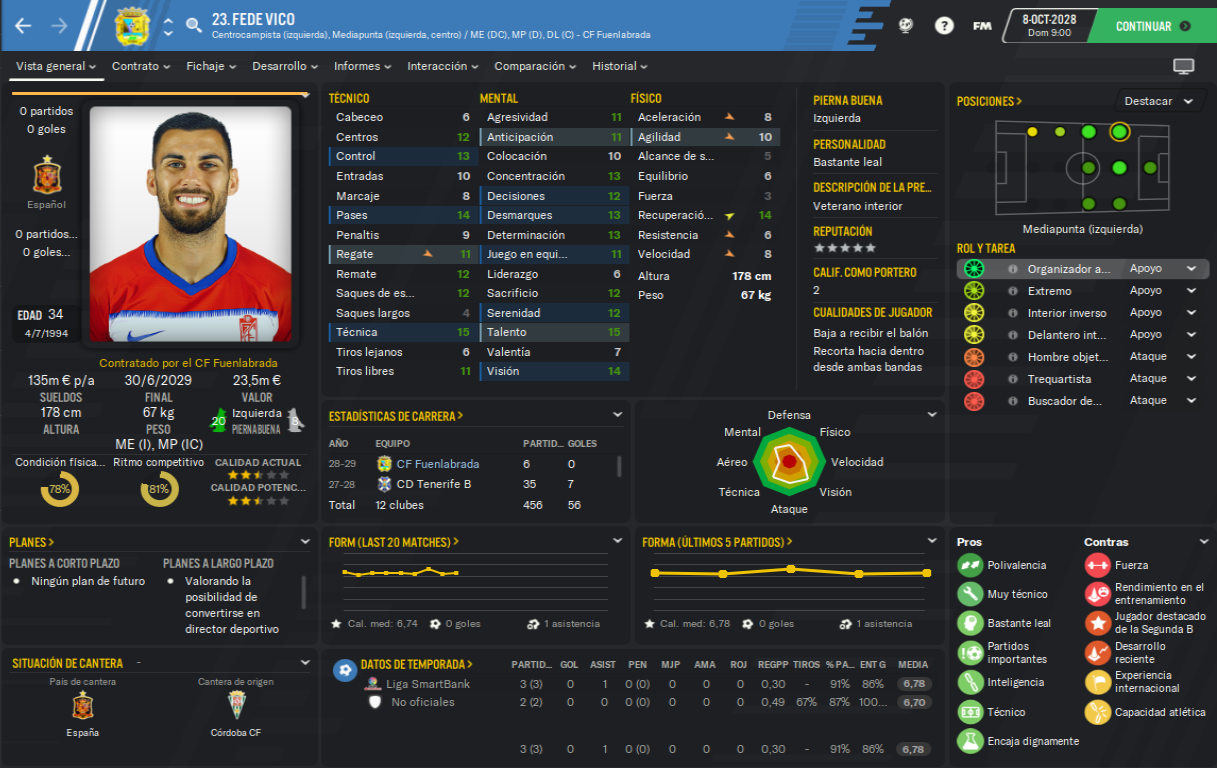 23. FEDE VICO
Centrocampista (izquierda), Mediapunta (izquierda, centro) / ME (DC), MP (D), DL (C) - CF Fuenlabrada
FM
8-OCT-2028
Dom 9:00
CONTINUAR
Vista general
Contrato
Fichaje
Desarrollo
Informes
Interacción
Comparación
Historial
0 partidos
0 goles
Español
0 partidos...
0 goles...
EDAD 34
4/7/1994
Contratado por el CF Fuenlabrada
135m € p/a 30/6/2029 23,5m €
SUELDOS FINAL VALOR
178 cm 67 kg 20 Izquierda 8
ALTURA PESO PIERNA BUENA
ME (I), MP (IC)
Condición física... Ritmo competitivo CALIDAD ACTUAL
78% 81%
CALIDAD POTENC...
TÉCNICO
Cabeceo 6
Centros 12
Control 13
Entradas 10
Marcaje 8
Pases 14
Penaltis 9
Regate 11
Remate 12
Saques de es... 12
Saques largos 4
Técnica 15
Tiros lejanos 6
Tiros libres 11
MENTAL
Agresividad 11
Anticipación 11
Colocación 10
Concentración 13
Decisiones 12
Desmarques 13
Determinación 13
Juego en equi... 11
Liderazgo 6
Sacrificio 12
Serenidad 12
Talento 15
Valentía 7
Visión 14
FÍSICO
Aceleración 8
Agilidad 10
Alcance de s... 5
Equilibrio 6
Fuerza 3
Recuperació... 14
Resistencia 6
Velocidad 8
Altura 178 cm
Peso 67 kg
PIERNA BUENA
Izquierda
PERSONALIDAD
Bastante leal
DESCRIPCIÓN DE LA PRE...
Veterano interior
REPUTACIÓN
CALIF. COMO PORTERO
2
CUALIDADES DE JUGADOR
Baja a recibir el balón
Recorta hacia dentro
desde ambas bandas
POSICIONES
Destacar
Mediapunta (izquierda)
ROL Y TAREA
Organizador a... Apoyo
Extremo Apoyo
Interior inverso Apoyo
Delantero int... Apoyo
Hombre objet... Ataque
Trequartista Ataque
Buscador de... Ataque
ESTADÍSTICAS DE CARRERA
AÑO EQUIPO PARTID... GOLES
28-29 CF Fuenlabrada 6 0
27-28 CD Tenerife B 35 7
Total 12 clubes 456 56
Defensa
Mental Físico
Aéreo Velocidad
Técnica Visión
Ataque
PLANES
PLANES A CORTO PLAZO
Ningún plan de futuro
PLANES A LARGO PLAZO
Valorando la
posibilidad de
convertirse en
director deportivo
FORM (LAST 20 MATCHES)
Cal. med: 6,74 0 goles 1 asistencia
FORMA (ÚLTIMOS 5 PARTIDOS)
Cal. med: 6,78 0 goles 1 asistencia
Pros
Polivalencia
Muy técnico
Bastante leal
Partidos
importantes
Inteligencia
Técnico
Encaja dignamente
Contras
Fuerza
Rendimiento en el
entrenamiento
Jugador destacado
de la Segunda B
Desarrollo
reciente
Experiencia
internacional
Capacidad atlética
SITUACIÓN DE CANTERA -
País de cantera
España
Cantera de origen
Córdoba CF
DATOS DE TEMPORADA PARTID... GOL ASIST PEN MJP AMA ROJ REGPP TIROS % PA... ENT G MEDIA
Liga SmartBank 3 (3) 0 1 0 (0) 0 0 0 0,30 - 91% 86% 6,78
No oficiales 2 (2) 0 0 0 (0) 0 0 0 0,49 67% 87% 100... 6,70
3 (3) 0 1 0 (0) 0 0 0 0,30 - 91% 86% 6,78